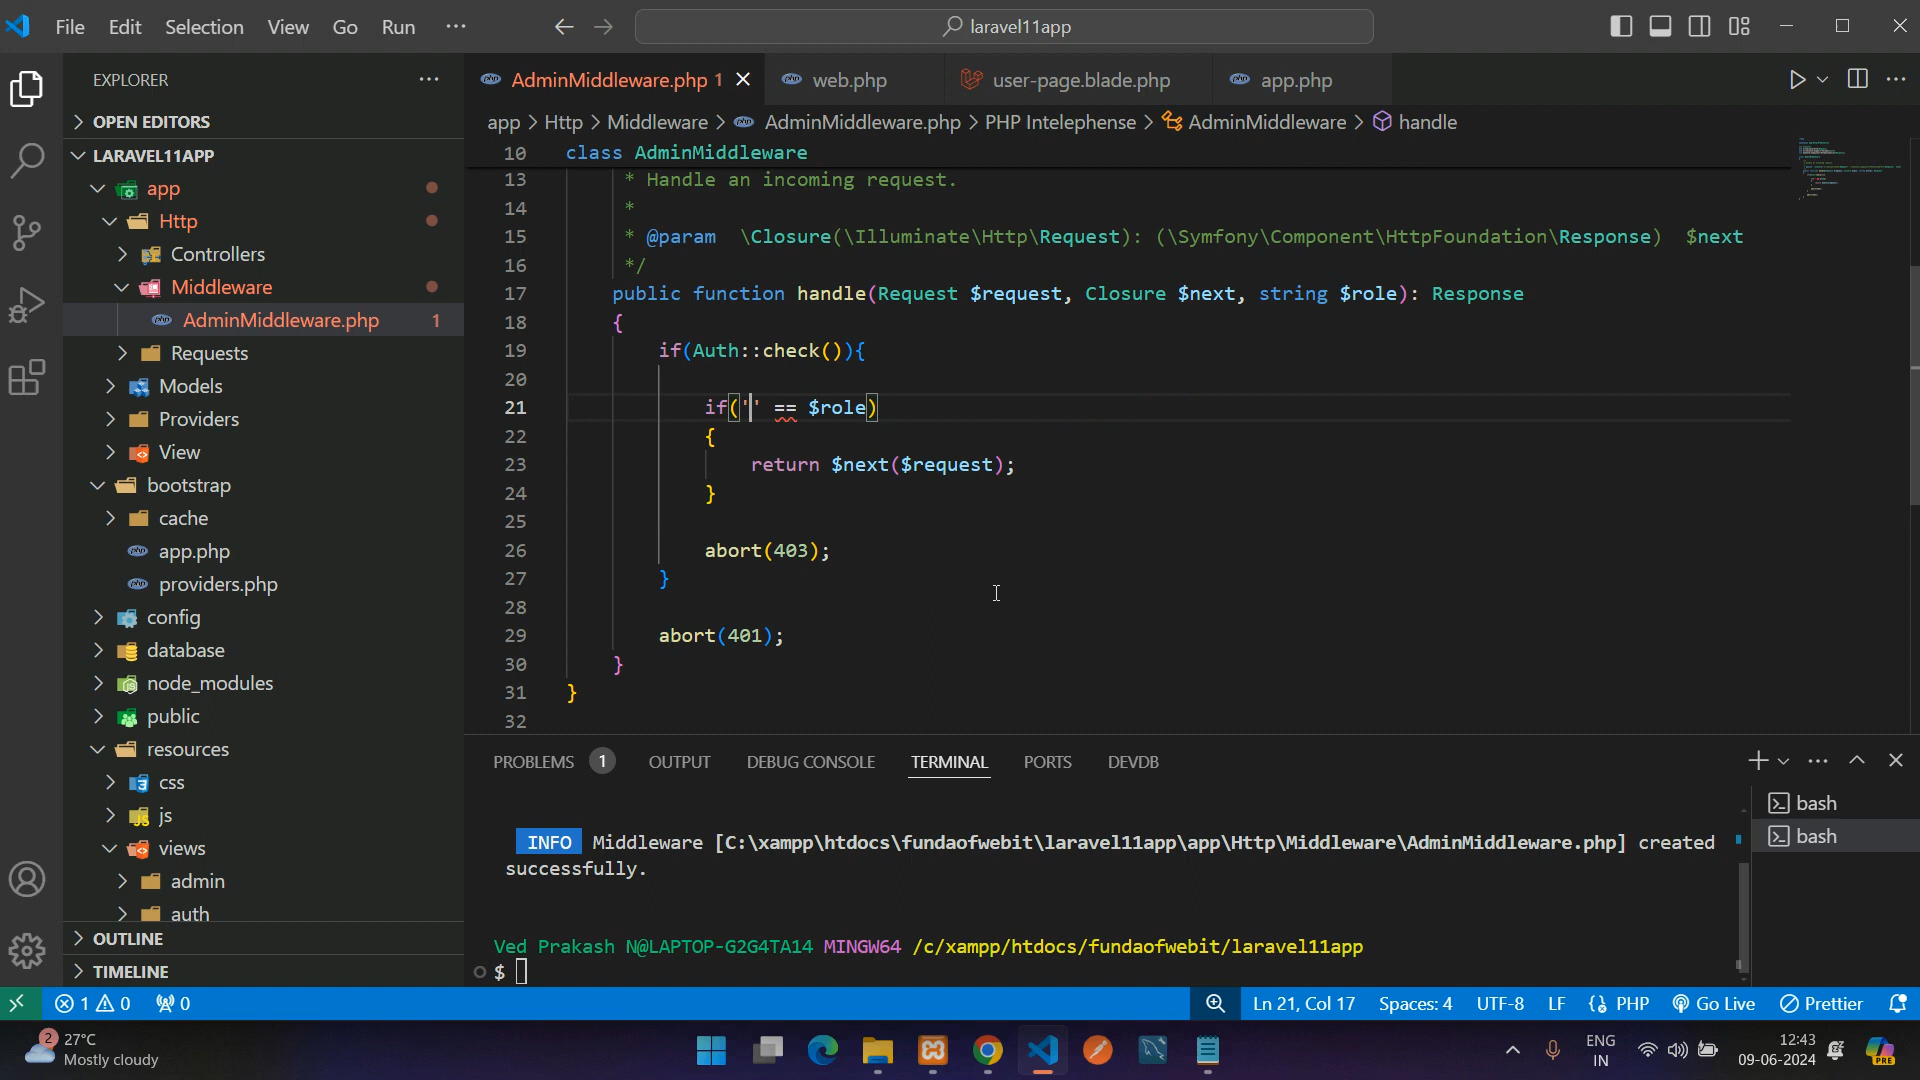 File Edit Selection View Go Run ··· laravel11app
EXPLORER ···
OPEN EDITORS
LARAVEL11APP
app
Http
Controllers
Middleware
AdminMiddleware.php 1
Requests
Models
Providers
View
bootstrap
cache
app.php
providers.php
config
database
node_modules
public
resources
css
js
views
admin
auth
OUTLINE
TIMELINE
AdminMiddleware.php 1 web.php user-page.blade.php app.php
app > Http > Middleware > AdminMiddleware.php > PHP Intelephense > AdminMiddleware > handle
10 class AdminMiddleware
13 * Handle an incoming request.
14 *
15 * @param \Closure(\Illuminate\Http\Request): (\Symfony\Component\HttpFoundation\Response) $next
16 */
17 public function handle(Request $request, Closure $next, string $role): Response
18 {
19 if(Auth::check()){
20
21 if('' == $role)
22 {
23 return $next($request);
24 }
25
26 abort(403);
27 }
28
29 abort(401);
30 }
31 }
32
PROBLEMS 1 OUTPUT DEBUG CONSOLE TERMINAL PORTS DEVDB
INFO Middleware [C:\xampp\htdocs\fundaofwebit\laravel11app\app\Http\Middleware\AdminMiddleware.php] created
successfully.
Ved Prakash N@LAPTOP-G2G4TA14 MINGW64 /c/xampp/htdocs/fundaofwebit/laravel11app
$
bash
bash
1 0 0 Ln 21, Col 17 Spaces: 4 UTF-8 LF PHP Go Live Prettier
2 27°C
Mostly cloudy
ENG
IN
12:43
09-06-2024
PRE